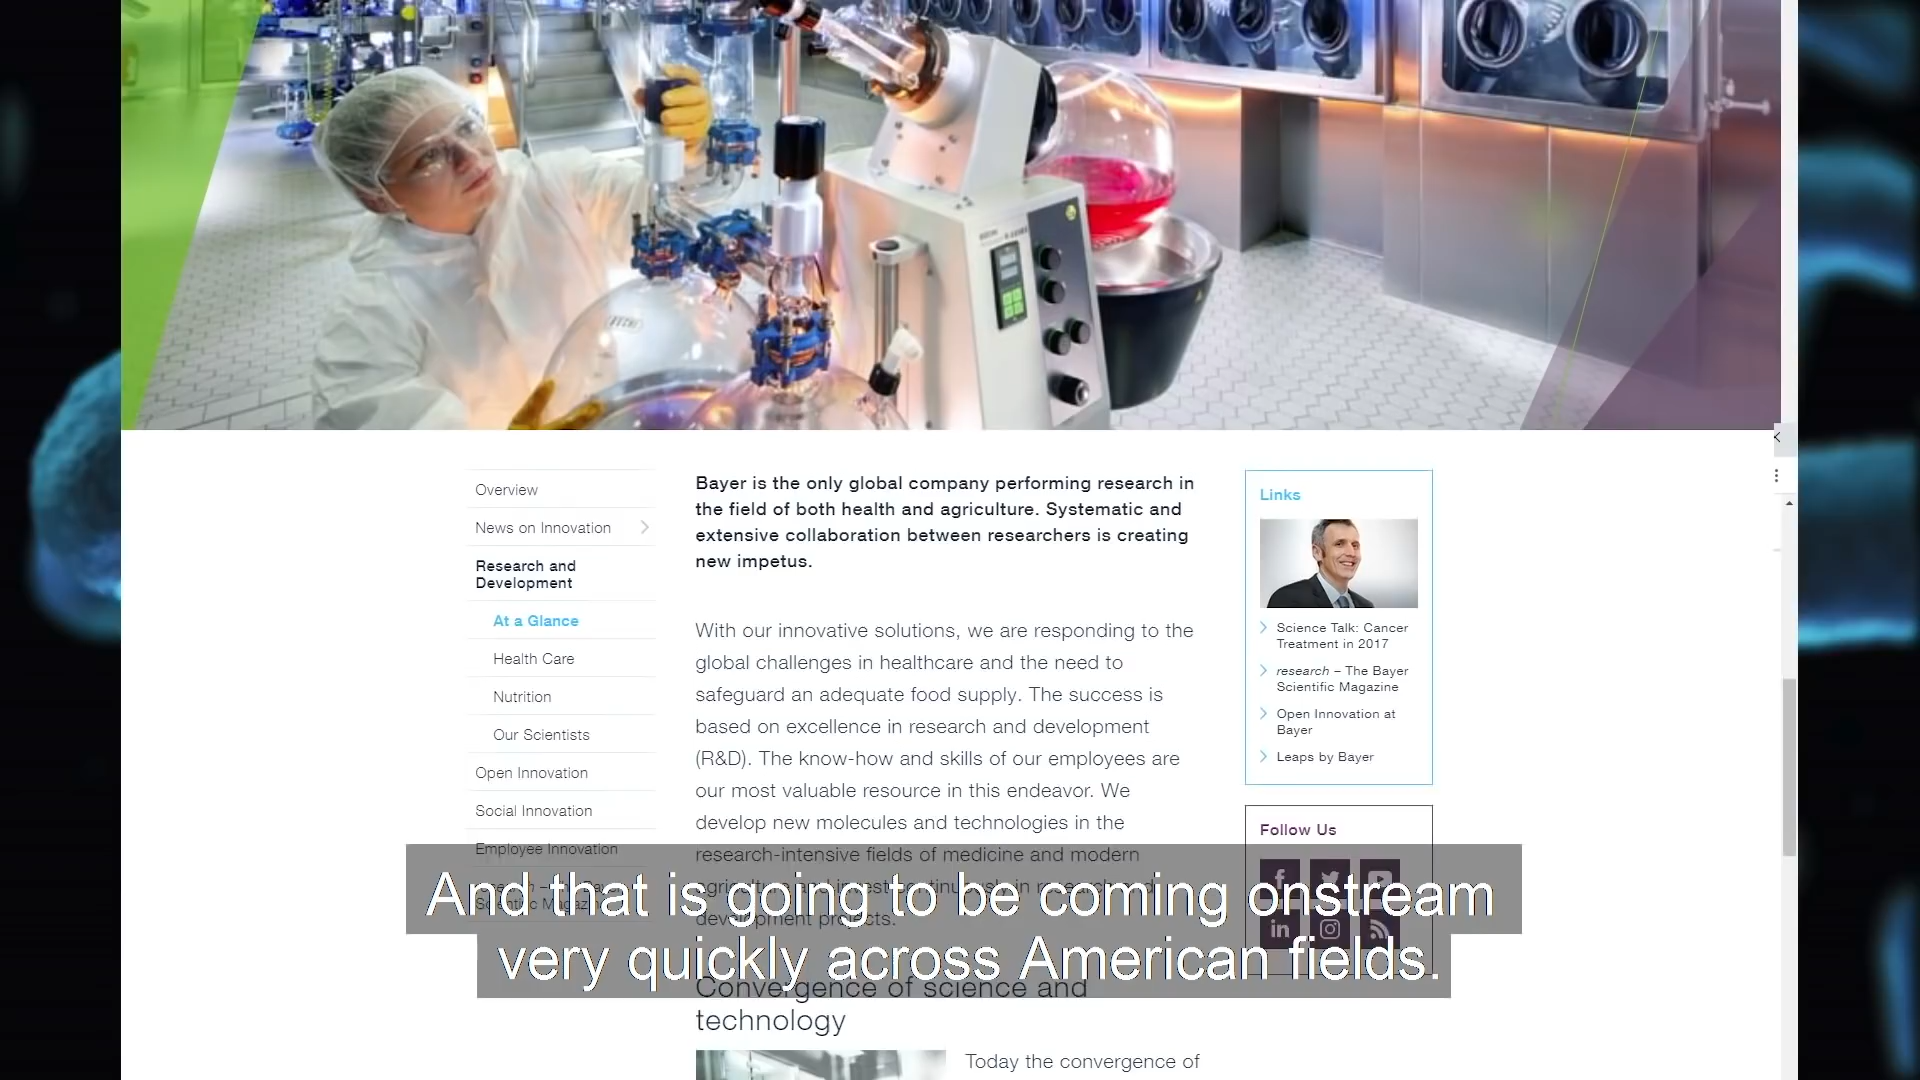 Overview
News on Innovation
Research and
Development
At a Glance
Health Care
Nutrition
Our Scientists
Open Innovation
Social Innovation
Employee Innovation
Scientific Magazine
Bayer is the only global company performing research in
the field of both health and agriculture. Systematic and
extensive collaboration between researchers is creating
new impetus.
With our innovative solutions, we are responding to the
global challenges in healthcare and the need to
safeguard an adequate food supply. The success is
based on excellence in research and development
(R&D). The know-how and skills of our employees are
our most valuable resource in this endeavor. We
develop new molecules and technologies in the
research-intensive fields of medicine and modern
agriculture and invest continuously in research and
development projects.
Convergence of science and
technology
Today the convergence of
Links
Science Talk: Cancer
Treatment in 2017
research – The Bayer
Scientific Magazine
Open Innovation at
Bayer
Leaps by Bayer
Follow Us
And that is going to be coming onstream
very quickly across American fields.